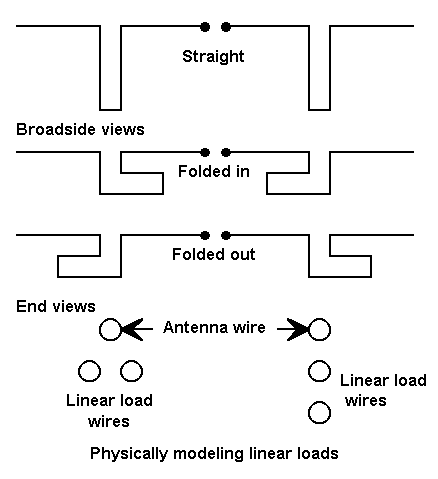 Straight
Broadside views
Folded in
Folded out
End views
Antenna wire
Linear load
wires
Linear load
wires
Physically modeling linear loads